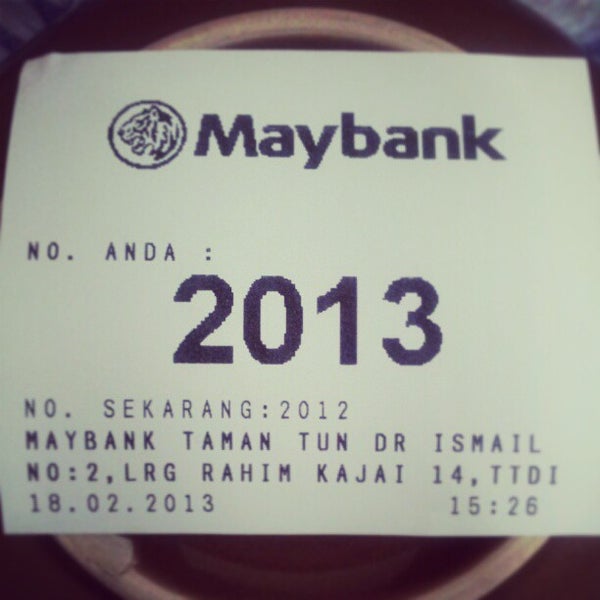 Maybank
NO. ANDA :
2013
NO. SEKARANG:2012
MAYBANK TAMAN TUN DR ISMAIL
NO:2,LRG RAHIM KAJAI 14,TTDI
18.02.2013 15:26